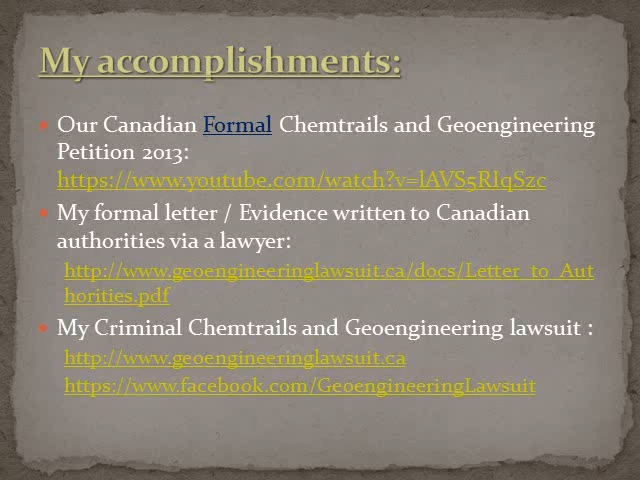 My accomplishments:
• Our Canadian Formal Chemtrails and Geoengineering
Petition 2013:
https://www.youtube.com/watch?v=lAVS5RIqSzc
• My formal letter / Evidence written to Canadian
authorities via a lawyer:
http://www.geoengineeringlawsuit.ca/docs/Letter_to_Aut
horities.pdf
• My Criminal Chemtrails and Geoengineering lawsuit :
http://www.geoengineeringlawsuit.ca
https://www.facebook.com/GeoengineeringLawsuit